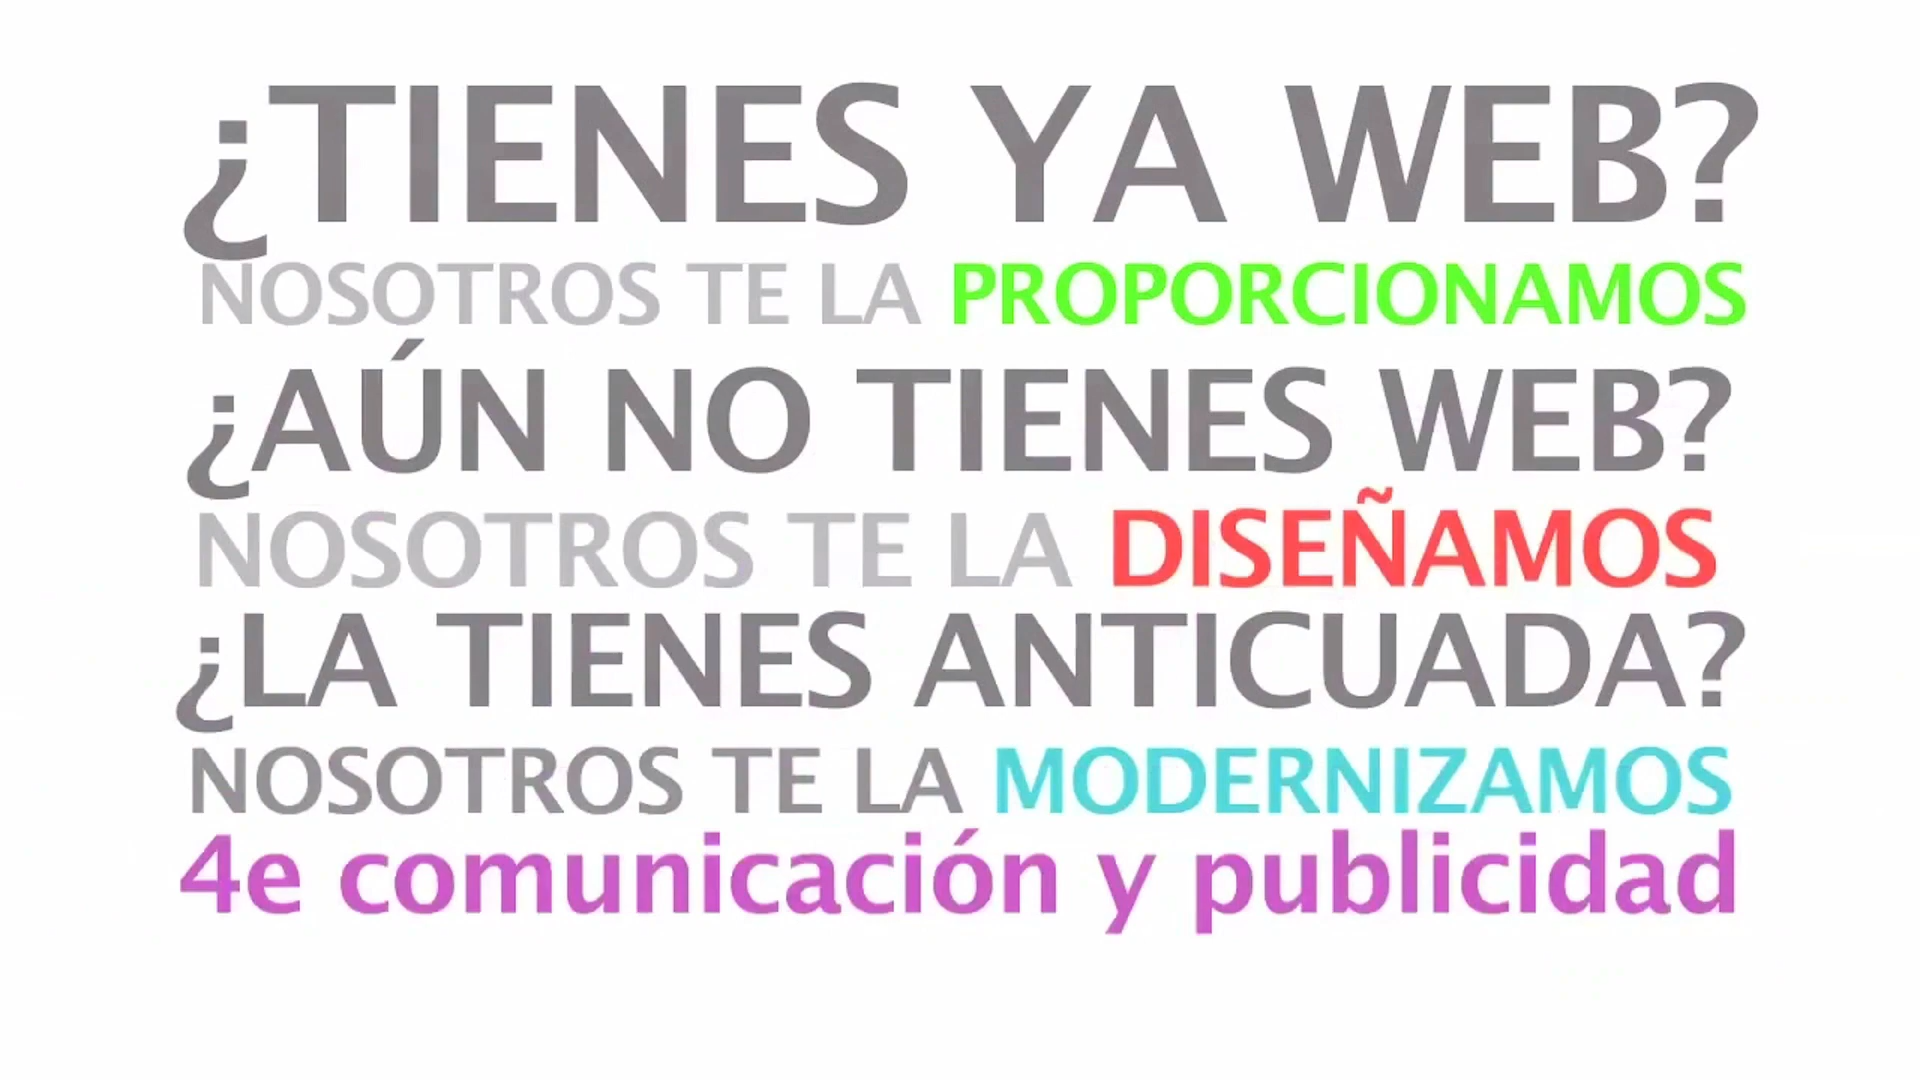 ¿TIENES YA WEB?
NOSOTROS TE LA PROPORCIONAMOS
¿AÚN NO TIENES WEB?
NOSOTROS TE LA DISEÑAMOS
¿LA TIENES ANTICUADA?
NOSOTROS TE LA MODERNIZAMOS
4e comunicación y publicidad